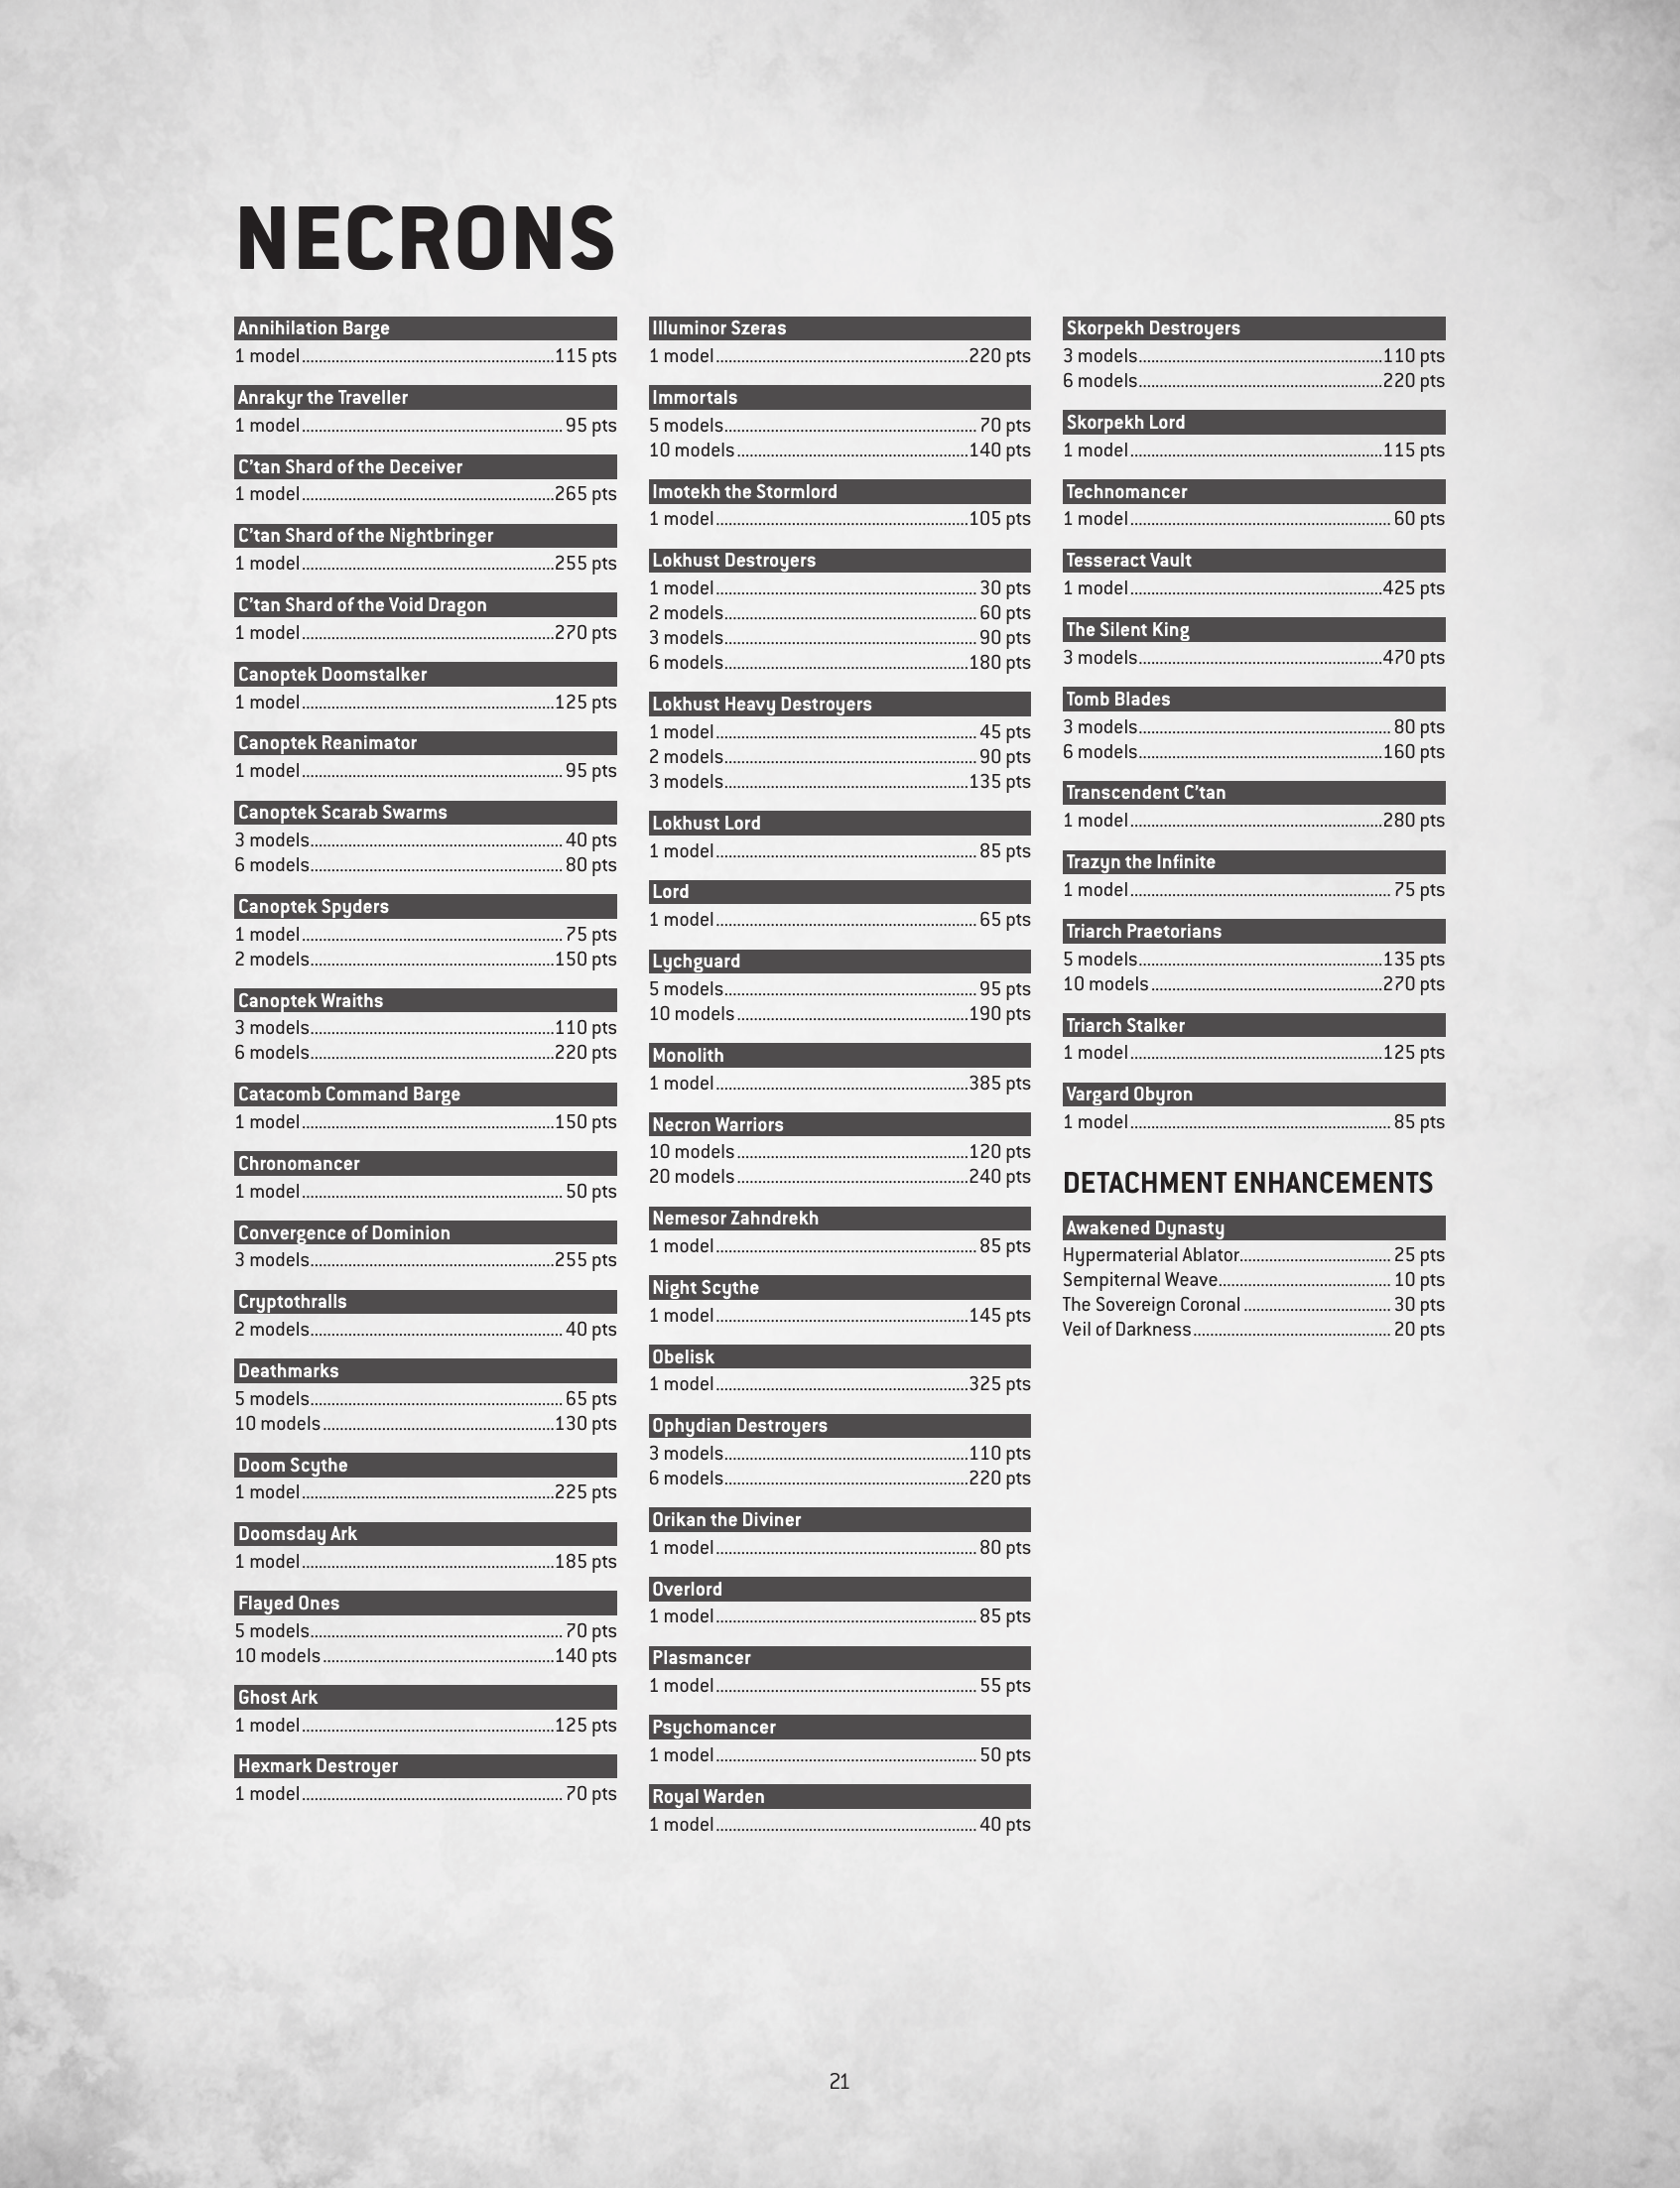 NECRONS
Annihilation Barge
1 model....................115 pts
Anrakyr the Traveller
1 model.................... 95 pts
C’tan Shard of the Deceiver
1 model....................265 pts
C’tan Shard of the Nightbringer
1 model....................255 pts
C’tan Shard of the Void Dragon
1 model....................270 pts
Canoptek Doomstalker
1 model....................125 pts
Canoptek Reanimator
1 model.................... 95 pts
Canoptek Scarab Swarms
3 models.................... 40 pts
6 models.................... 80 pts
Canoptek Spyders
1 model.................... 75 pts
2 models....................150 pts
Canoptek Wraiths
3 models....................110 pts
6 models....................220 pts
Catacomb Command Barge
1 model....................150 pts
Chronomancer
1 model.................... 50 pts
Convergence of Dominion
3 models....................255 pts
Cryptothralls
2 models.................... 40 pts
Deathmarks
5 models.................... 65 pts
10 models....................130 pts
Doom Scythe
1 model....................225 pts
Doomsday Ark
1 model....................185 pts
Flayed Ones
5 models.................... 70 pts
10 models....................140 pts
Ghost Ark
1 model....................125 pts
Hexmark Destroyer
1 model.................... 70 pts
Illuminor Szeras
1 model....................220 pts
Immortals
5 models.................... 70 pts
10 models....................140 pts
Imotekh the Stormlord
1 model....................105 pts
Lokhust Destroyers
1 model.................... 30 pts
2 models.................... 60 pts
3 models.................... 90 pts
6 models....................180 pts
Lokhust Heavy Destroyers
1 model.................... 45 pts
2 models.................... 90 pts
3 models....................135 pts
Lokhust Lord
1 model.................... 85 pts
Lord
1 model.................... 65 pts
Lychguard
5 models.................... 95 pts
10 models....................190 pts
Monolith
1 model....................385 pts
Necron Warriors
10 models....................120 pts
20 models....................240 pts
Nemesor Zahndrekh
1 model.................... 85 pts
Night Scythe
1 model....................145 pts
Obelisk
1 model....................325 pts
Ophydian Destroyers
3 models....................110 pts
6 models....................220 pts
Orikan the Diviner
1 model.................... 80 pts
Overlord
1 model.................... 85 pts
Plasmancer
1 model.................... 55 pts
Psychomancer
1 model.................... 50 pts
Royal Warden
1 model.................... 40 pts
Skorpekh Destroyers
3 models....................110 pts
6 models....................220 pts
Skorpekh Lord
1 model....................115 pts
Technomancer
1 model.................... 60 pts
Tesseract Vault
1 model....................425 pts
The Silent King
3 models....................470 pts
Tomb Blades
3 models.................... 80 pts
6 models....................160 pts
Transcendent C’tan
1 model....................280 pts
Trazyn the Infinite
1 model.................... 75 pts
Triarch Praetorians
5 models....................135 pts
10 models....................270 pts
Triarch Stalker
1 model....................125 pts
Vargard Obyron
1 model.................... 85 pts
DETACHMENT ENHANCEMENTS
Awakened Dynasty
Hypermaterial Ablator.................... 25 pts
Sempiternal Weave.................... 10 pts
The Sovereign Coronal.................... 30 pts
Veil of Darkness.................... 20 pts
21